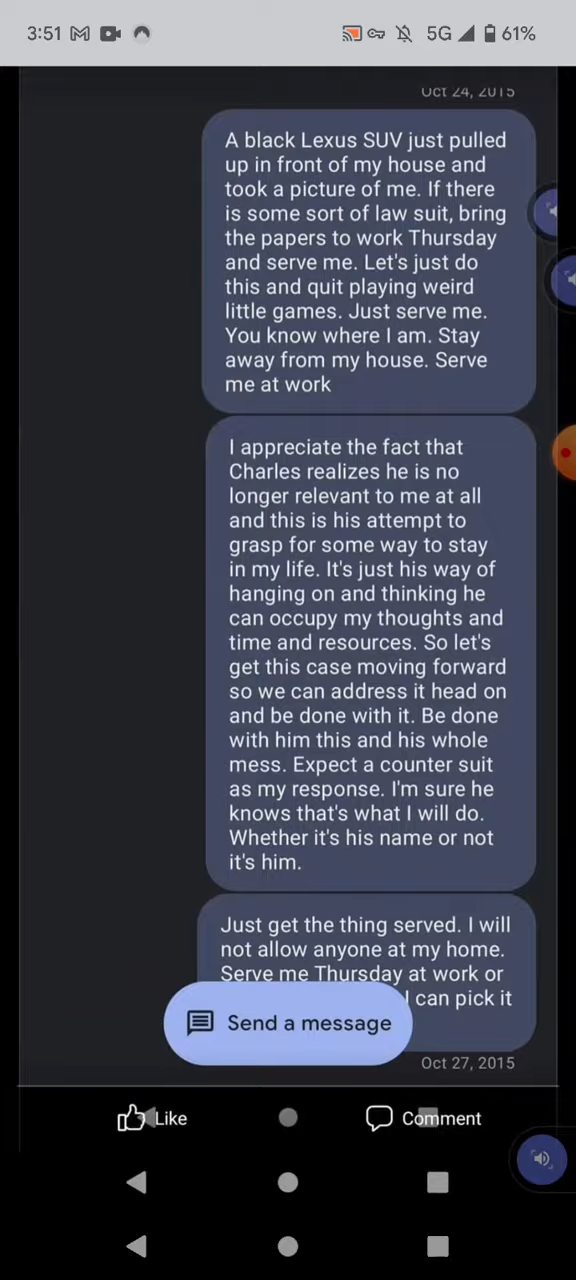 3:51
5G
61%
Oct 24, 2015
A black Lexus SUV just pulled
up in front of my house and
took a picture of me. If there
is some sort of law suit, bring
the papers to work Thursday
and serve me. Let's just do
this and quit playing weird
little games. Just serve me.
You know where I am. Stay
away from my house. Serve
me at work
I appreciate the fact that
Charles realizes he is no
longer relevant to me at all
and this is his attempt to
grasp for some way to stay
in my life. It's just his way of
hanging on and thinking he
can occupy my thoughts and
time and resources. So let's
get this case moving forward
so we can address it head on
and be done with it. Be done
with him this and his whole
mess. Expect a counter suit
as my response. I'm sure he
knows that's what I will do.
Whether it's his name or not
it's him.
Just get the thing served. I will
not allow anyone at my home.
Serve me Thursday at work or
I can pick it
Send a message
Oct 27, 2015
Like
Comment